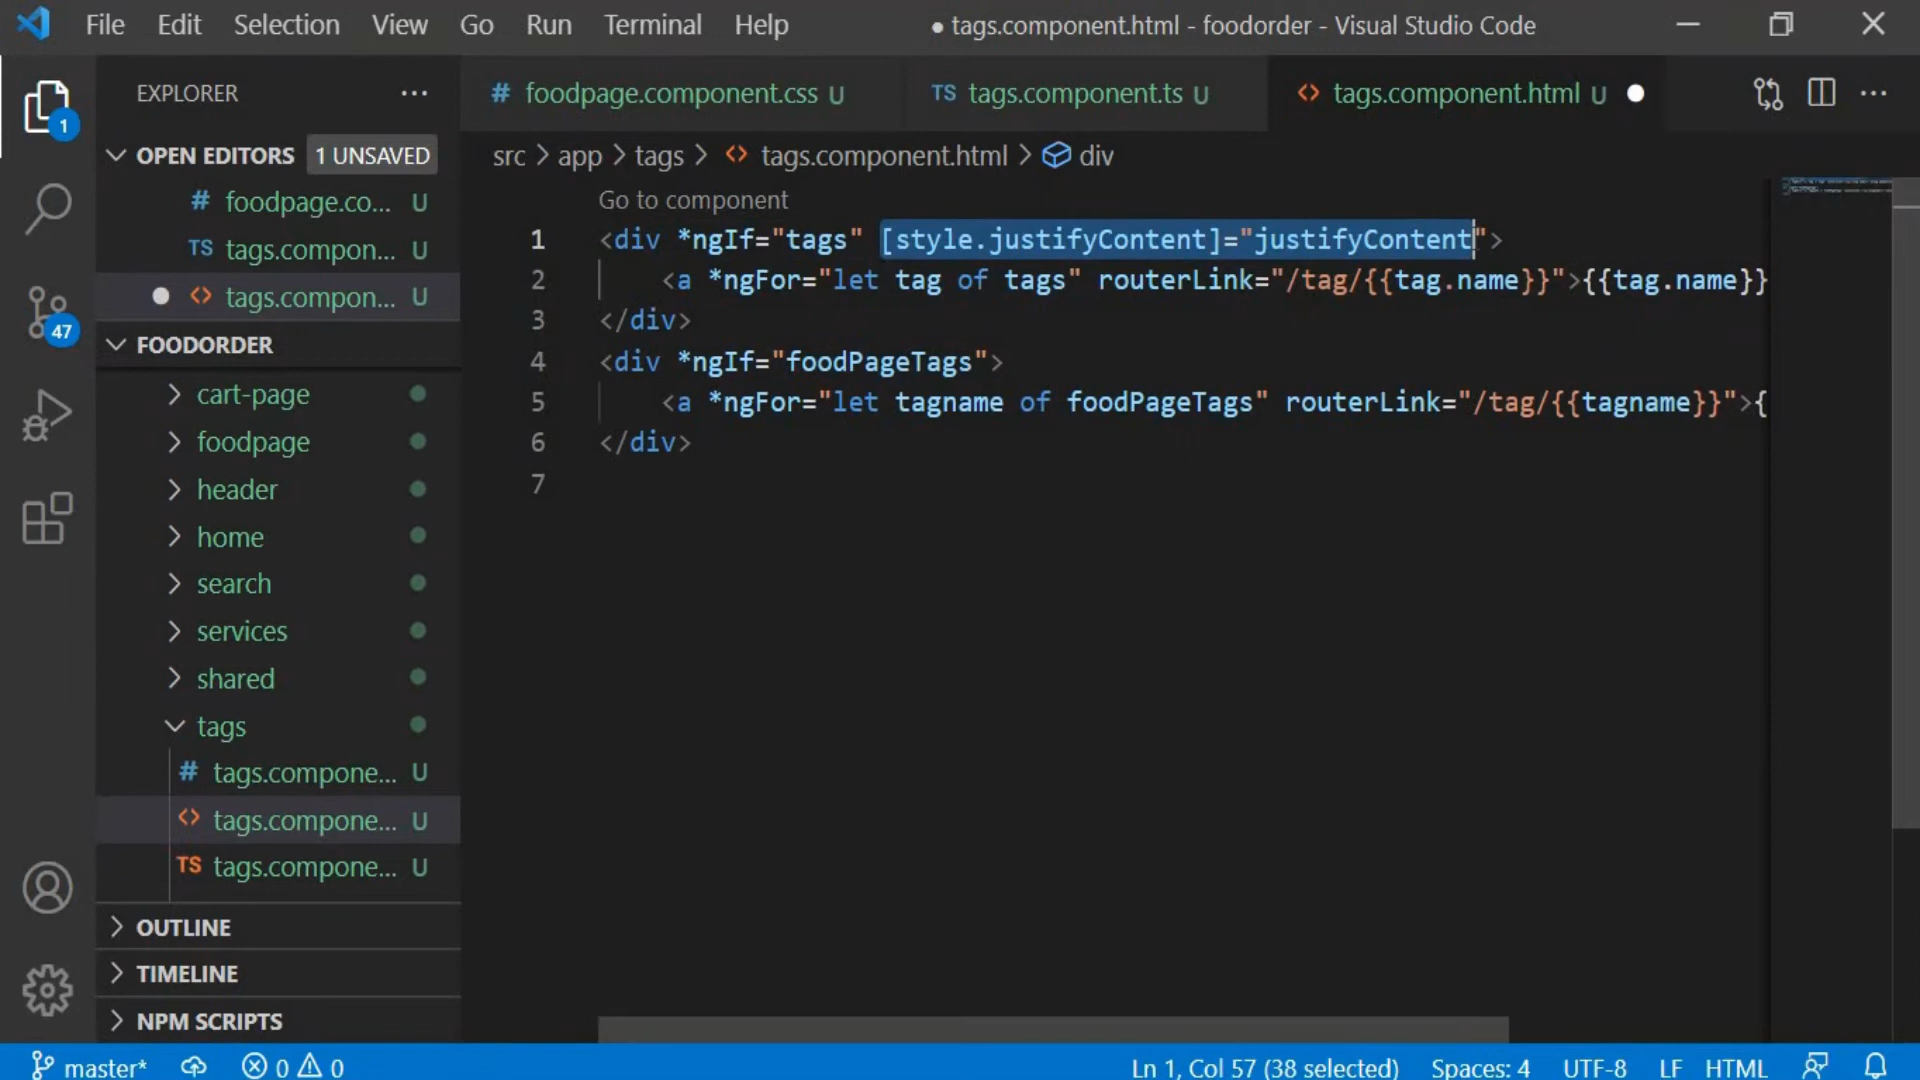 File Edit Selection View Go Run Terminal Help
● tags.component.html - foodorder - Visual Studio Code
1
47
EXPLORER ...
OPEN EDITORS 1 UNSAVED
# foodpage.co... U
TS tags.compon... U
● <> tags.compon... U
FOODORDER
cart-page
foodpage
header
home
search
services
shared
tags
# tags.compone... U
<> tags.compone... U
TS tags.compone... U
OUTLINE
TIMELINE
NPM SCRIPTS
# foodpage.component.css U
TS tags.component.ts U
<> tags.component.html U ●
src > app > tags > <> tags.component.html > div
Go to component
1 <div *ngIf="tags" [style.justifyContent]="justifyContent">
2 <a *ngFor="let tag of tags" routerLink="/tag/{{tag.name}}">{{tag.name}}
3 </div>
4 <div *ngIf="foodPageTags">
5 <a *ngFor="let tagname of foodPageTags" routerLink="/tag/{{tagname}}">{
6 </div>
7
master* 0 0 Ln 1, Col 57 (38 selected) Spaces: 4 UTF-8 LF HTML